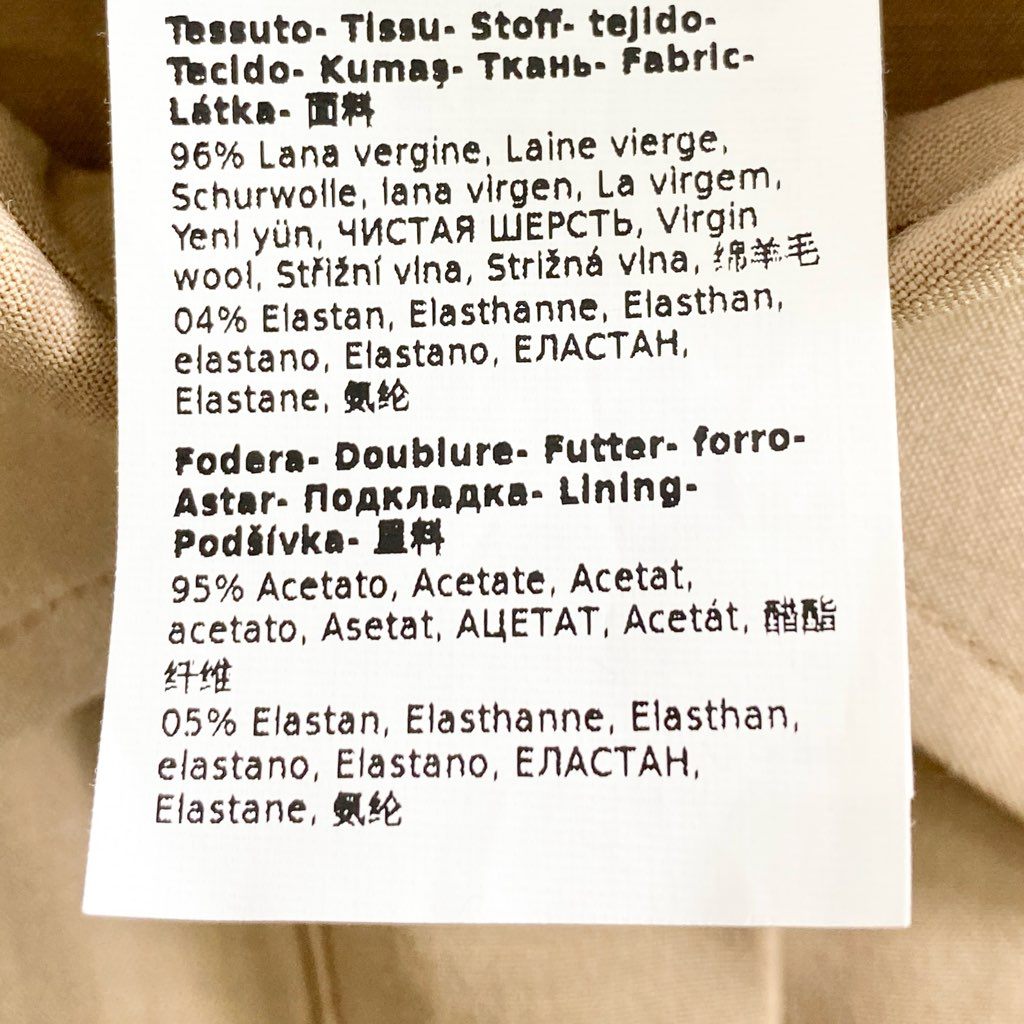 Tessuto- Tissu- Stoff- tejido-
Tecido- Kumaş- Ткань- Fabric-
Látka- 面料
96% Lana vergine, Laine vierge,
Schurwolle, lana virgen, La virgem,
Yeni yün, ЧИСТАЯ ШЕРСТЬ, Virgin
wool, Střižní vlna, Strižná vlna, 绵羊毛
04% Elastan, Elasthanne, Elasthan,
elastano, Elastano, ЕЛАСТАН,
Elastane, 氨纶
Fodera- Doublure- Futter- forro-
Astar- Подкладка- Lining-
Podšívka- 里料
95% Acetato, Acetate, Acetat,
acetato, Asetat, АЦЕТАТ, Acetát, 醋酯
纤维
05% Elastan, Elasthanne, Elasthan,
elastano, Elastano, ЕЛАСТАН,
Elastane, 氨纶